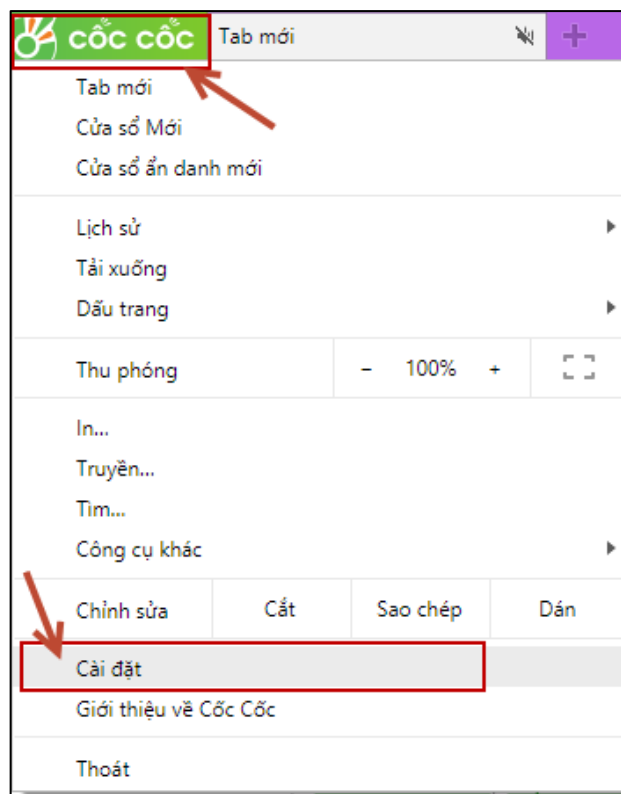 cốc cốc Tab mới
Tab mới
Cửa sổ Mới
Cửa sổ ẩn danh mới
Lịch sử
Tải xuống
Dấu trang
Thu phóng - 100% +
In...
Truyền...
Tìm...
Công cụ khác
Chỉnh sửa Cắt Sao chép Dán
Cài đặt
Giới thiệu về Cốc Cốc
Thoát